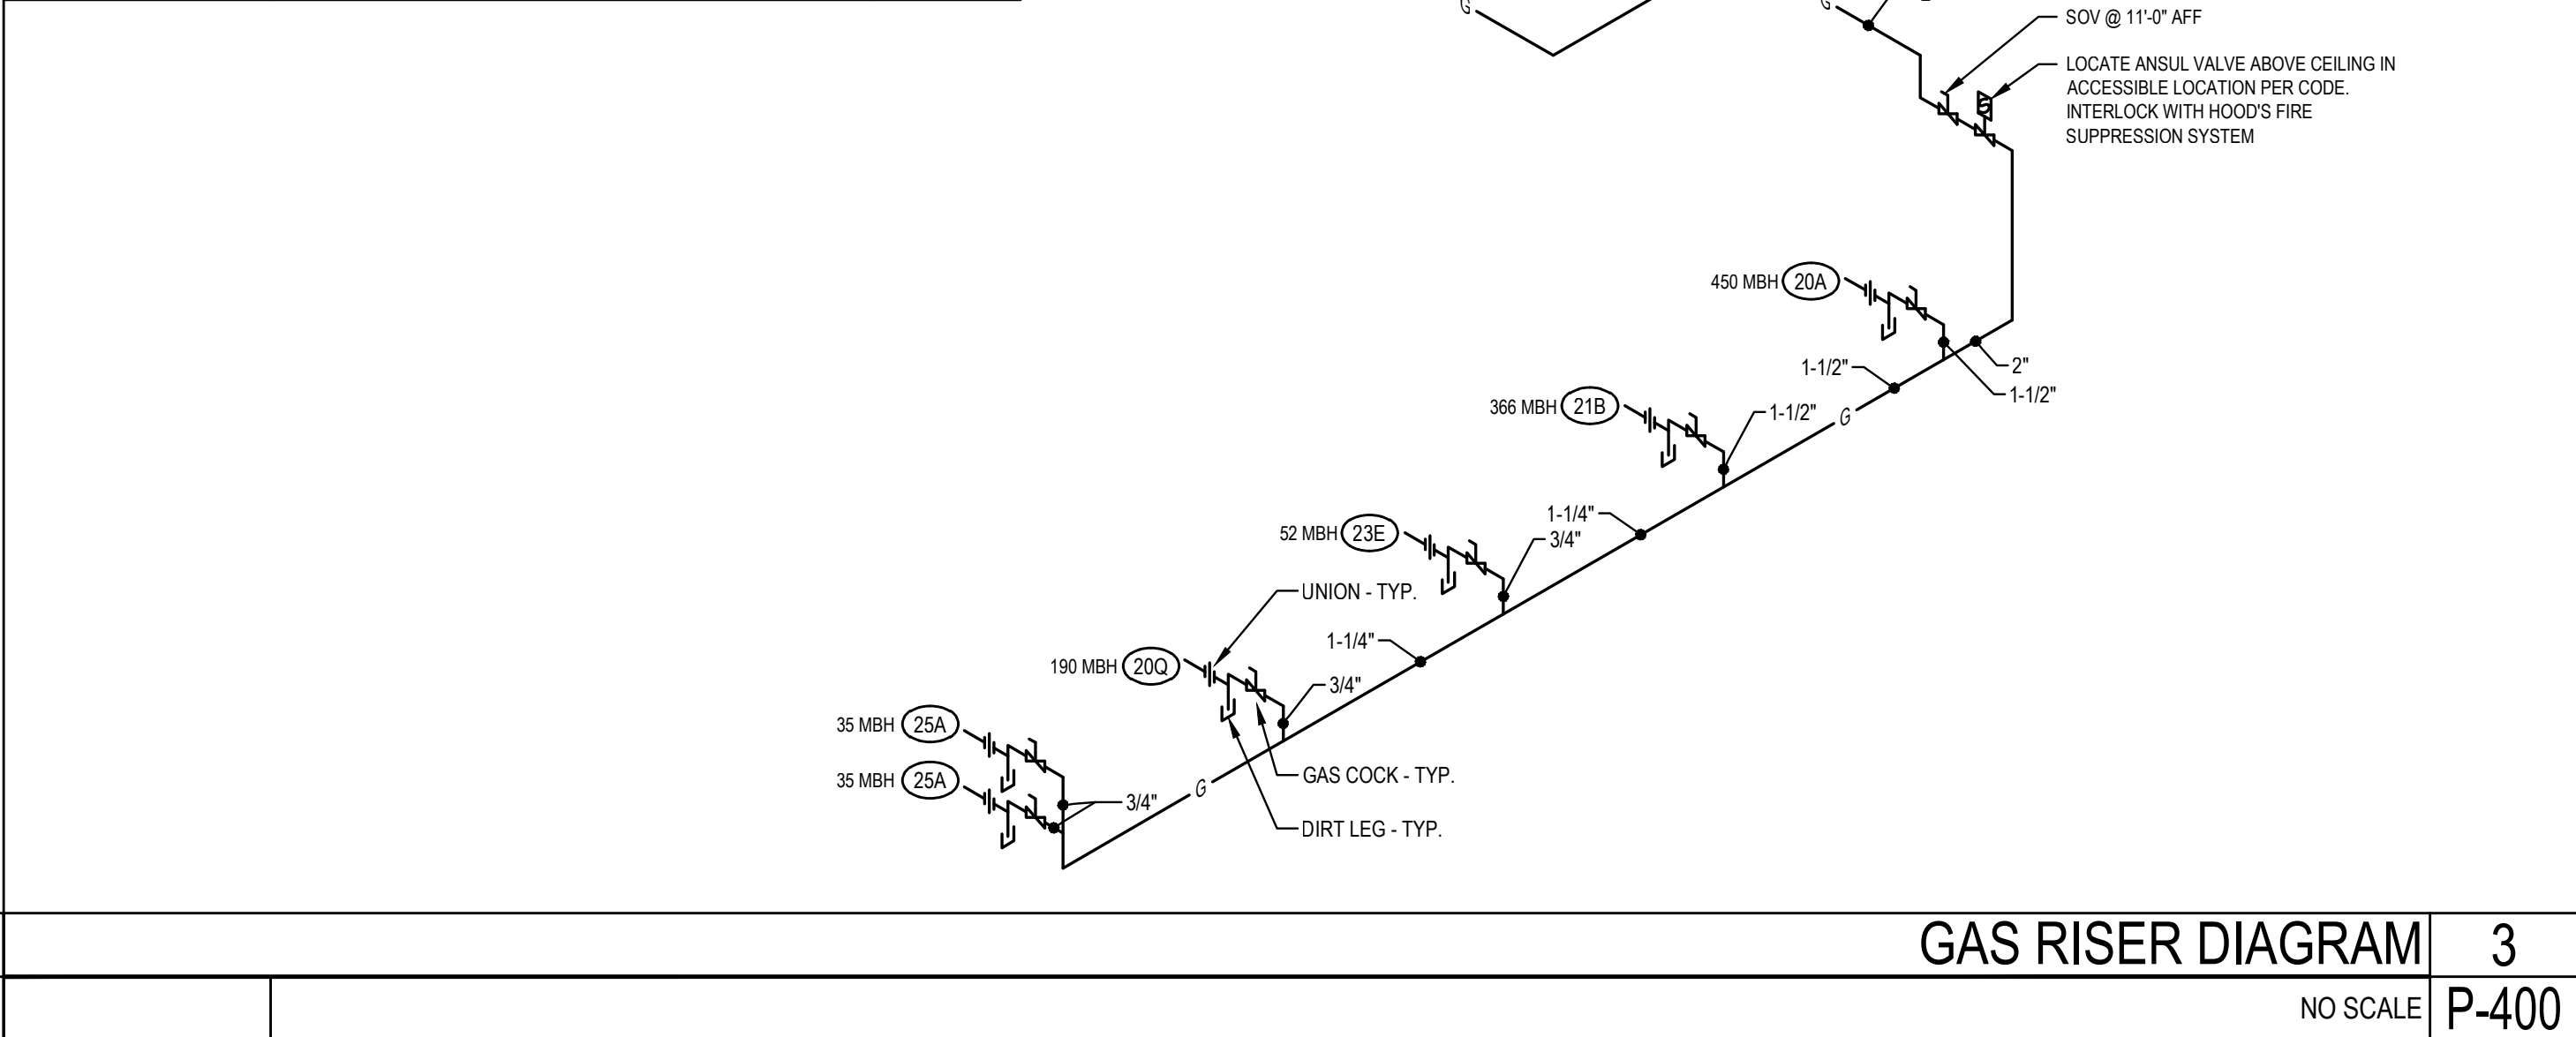 G
G
SOV @ 11'-0" AFF
LOCATE ANSUL VALVE ABOVE CEILING IN
ACCESSIBLE LOCATION PER CODE.
INTERLOCK WITH HOOD'S FIRE
SUPPRESSION SYSTEM
S
450 MBH 20A
2"
1-1/2"
1-1/2"
366 MBH 21B
1-1/2"
G
1-1/4"
52 MBH 23E
3/4"
UNION - TYP.
1-1/4"
190 MBH 20Q
3/4"
35 MBH 25A
GAS COCK - TYP.
35 MBH 25A
G
3/4"
DIRT LEG - TYP.
GAS RISER DIAGRAM 3
NO SCALE P-400